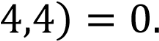 4,4) = 0.